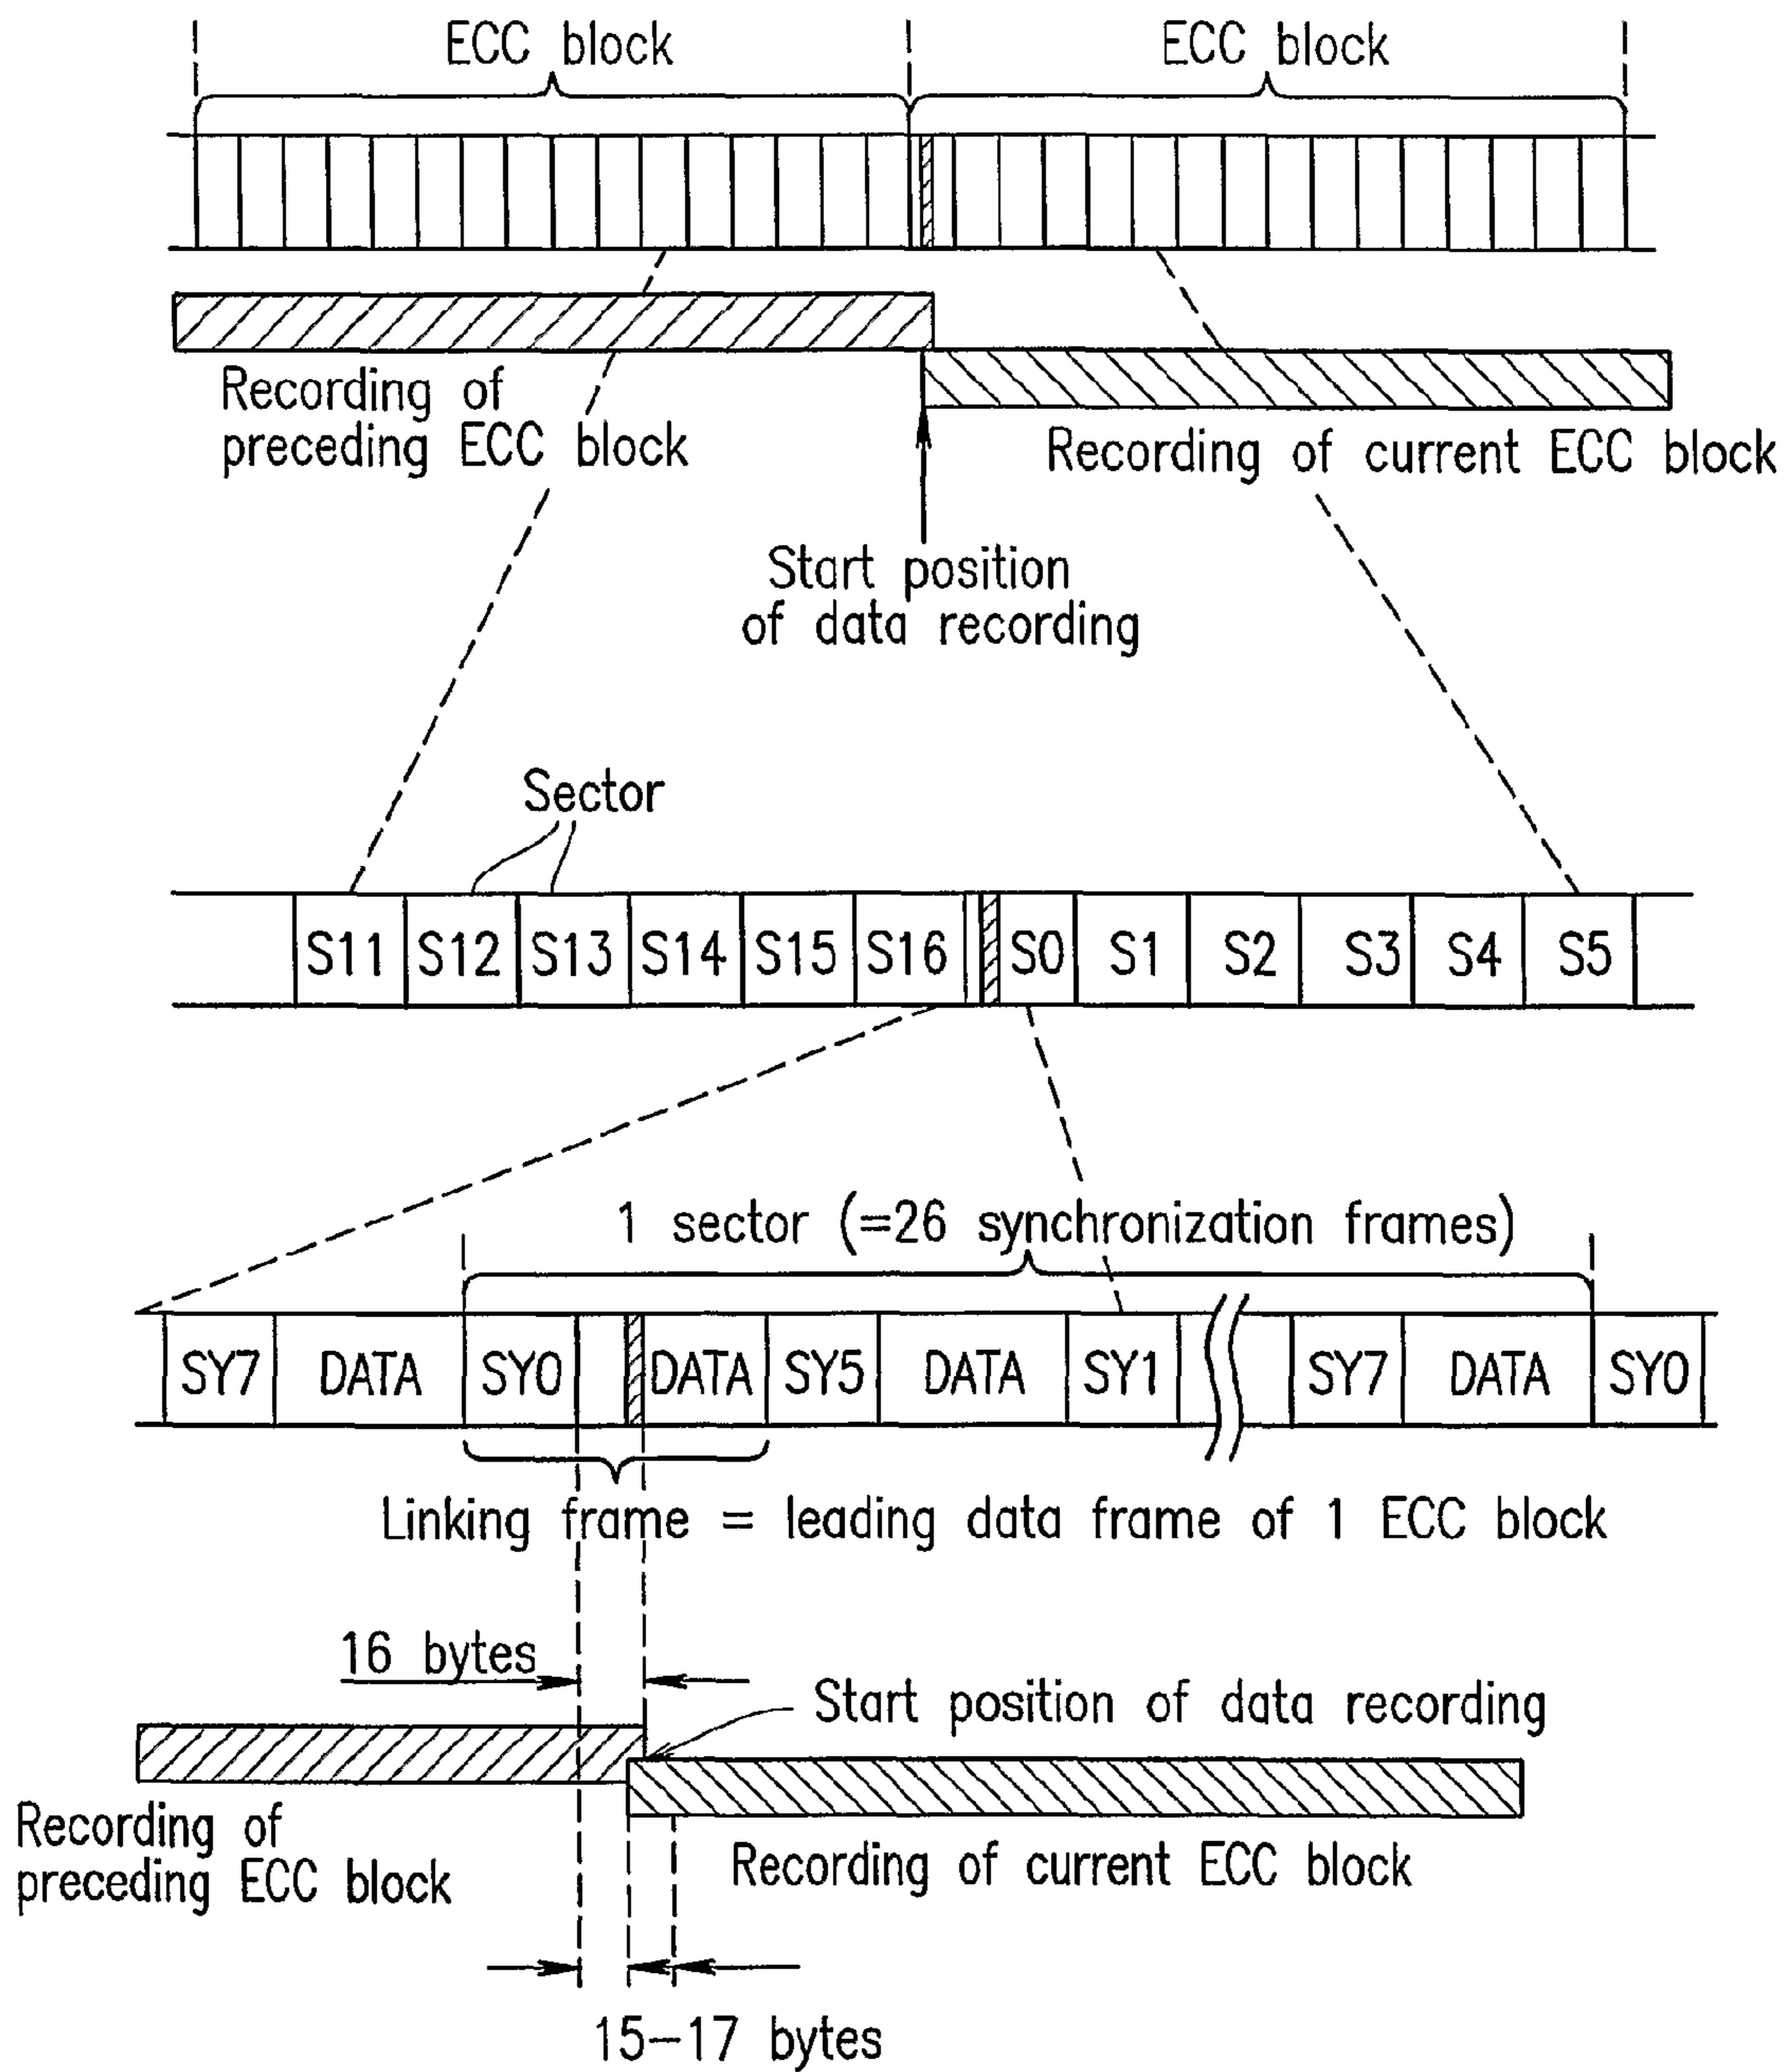 ECC block
ECC block
Recording of
preceding ECC block
Recording of current ECC block
Start position
of data recording
Sector
S11 S12 S13 S14 S15 S16 S0 S1 S2 S3 S4 S5
1 sector (=26 synchronization frames)
SY7 DATA SY0 DATA SY5 DATA SY1 SY7 DATA SY0
Linking frame = leading data frame of 1 ECC block
16 bytes
Start position of data recording
Recording of
preceding ECC block
Recording of current ECC block
15-17 bytes